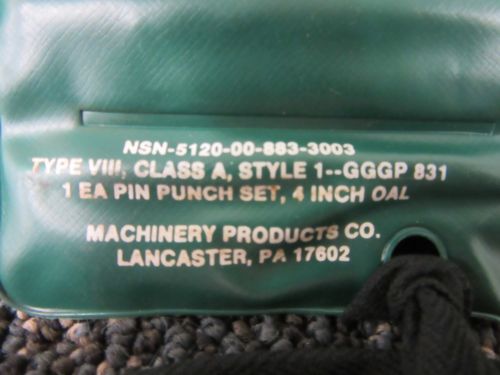 NSN-5120-00-883-3003
TYPE VIII, CLASS A, STYLE 1--GGGP 831
1 EA PIN PUNCH SET, 4 INCH OAL
MACHINERY PRODUCTS CO.
LANCASTER, PA 17602